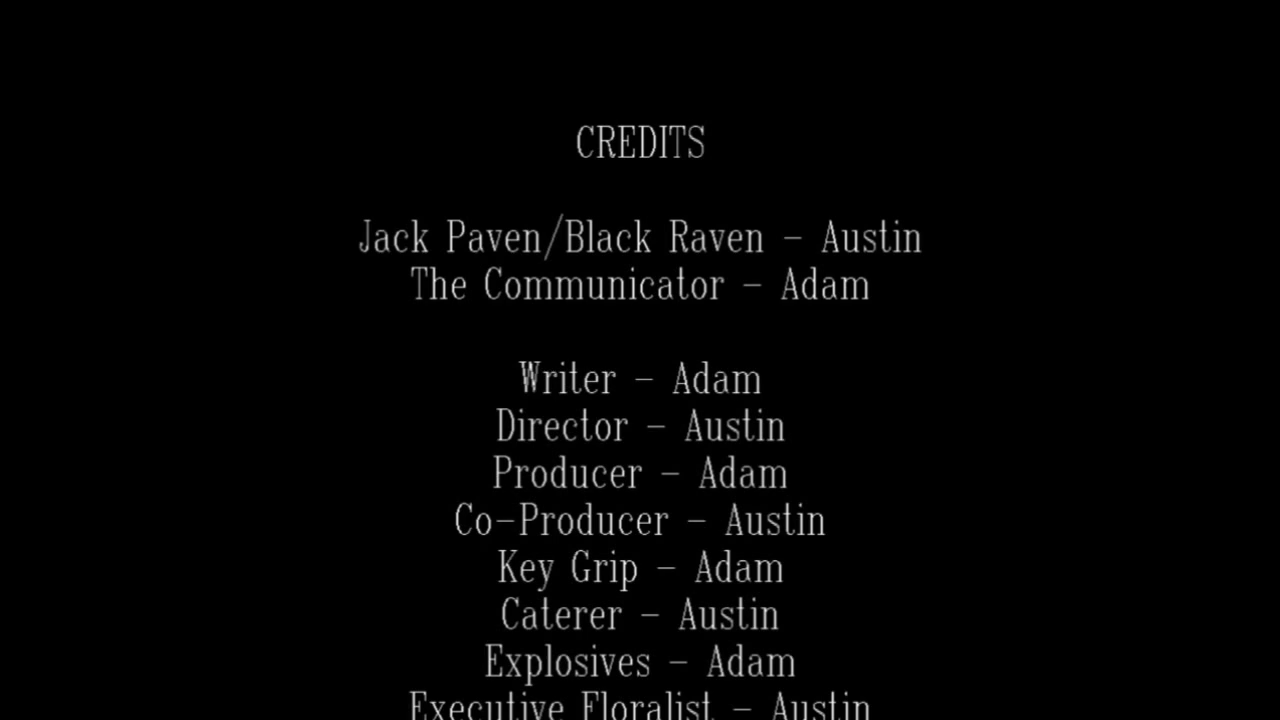 CREDITS
Jack Paven/Black Raven - Austin
The Communicator - Adam
Writer - Adam
Director - Austin
Producer - Adam
Co-Producer - Austin
Key Grip - Adam
Caterer - Austin
Explosives - Adam
Executive Floralist - Austin